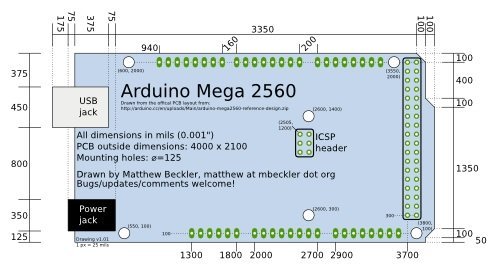 175
75
375
75
3350
100
100
940
160
200
(600, 2000)
(3550, 2000)
100
375
400
Arduino Mega 2560
Drawn from the offical PCB layout from:
http://arduino.cc/en/uploads/Main/arduino-mega2560-reference-design.zip
100
450
USB jack
(2600, 1400)
(2505, 1200)
ICSP header
All dimensions in mils (0.001")
PCB outside dimensions: 4000 x 2100
Mounting holes: ⌀=125
800
1350
Drawn by Matthew Beckler, matthew at mbeckler dot org
Bugs/updates/comments welcome!
350
Power jack
(2600, 300)
300
(550, 100)
(3800, 100)
125
100
100
50
Drawing v1.01
1 px = 25 mils
1300
1800
2000
2700
2900
3700